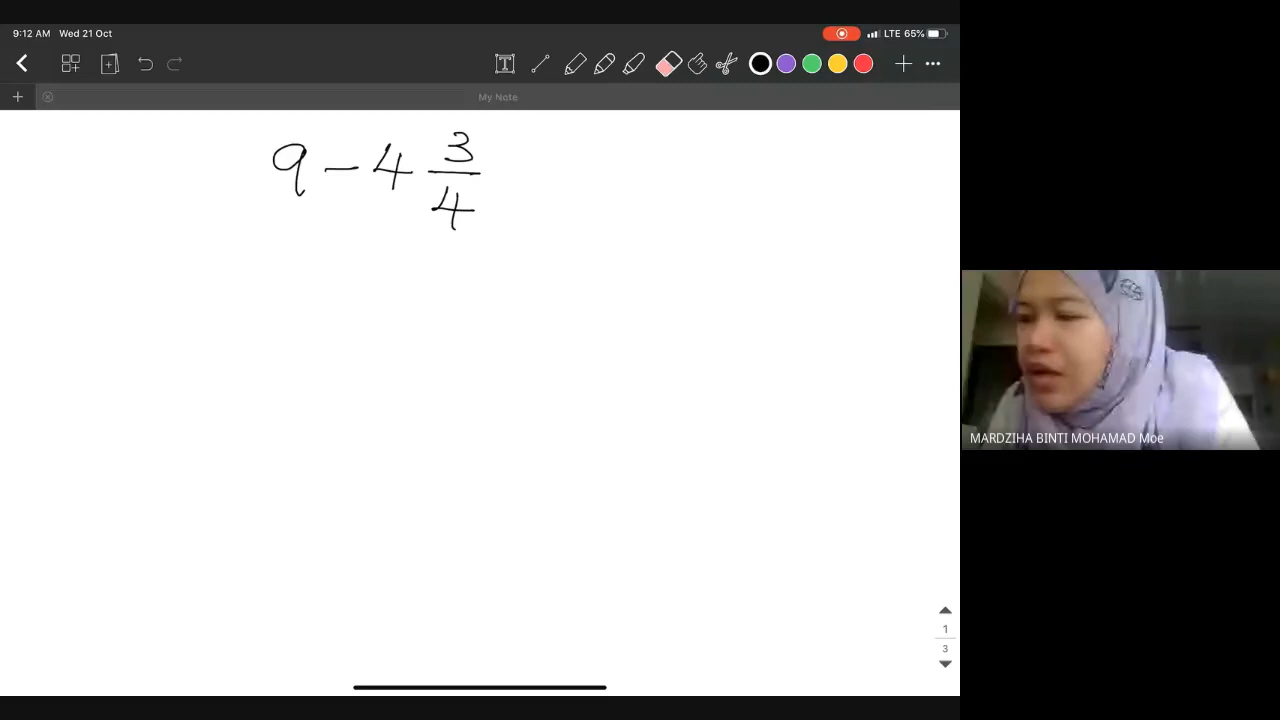 9:12 AM Wed 21 Oct
LTE 65%
T
My Note
9 - 4 3/4
MARDZIHA BINTI MOHAMAD Moe
1
3